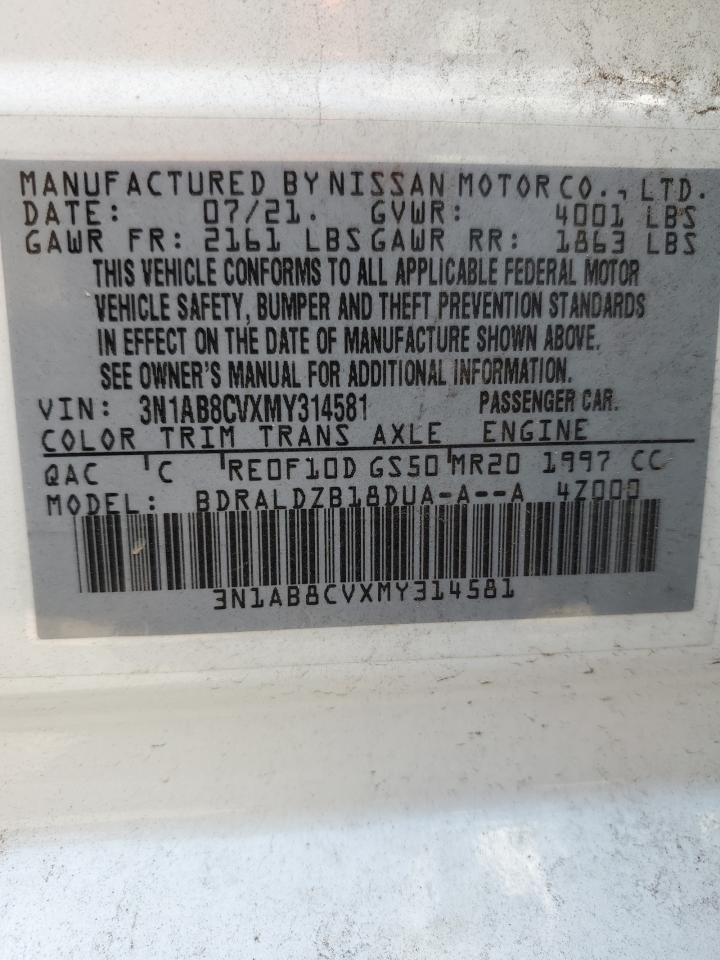 MANUFACTURED BY NISSAN MOTOR CO., LTD.
DATE: 07/21. GVWR: 4001 LBS
GAWR FR: 2161 LBS GAWR RR: 1863 LBS
THIS VEHICLE CONFORMS TO ALL APPLICABLE FEDERAL MOTOR
VEHICLE SAFETY, BUMPER AND THEFT PREVENTION STANDARDS
IN EFFECT ON THE DATE OF MANUFACTURE SHOWN ABOVE.
SEE OWNER'S MANUAL FOR ADDITIONAL INFORMATION.
VIN: 3N1AB8CVXMY314581 PASSENGER CAR.
COLOR TRIM TRANS AXLE ENGINE
QAC C RE0F10D GS50 MR20 1997 CC
MODEL: BDRALDZB18DUA-A--A 4Z000
3N1AB8CVXMY314581